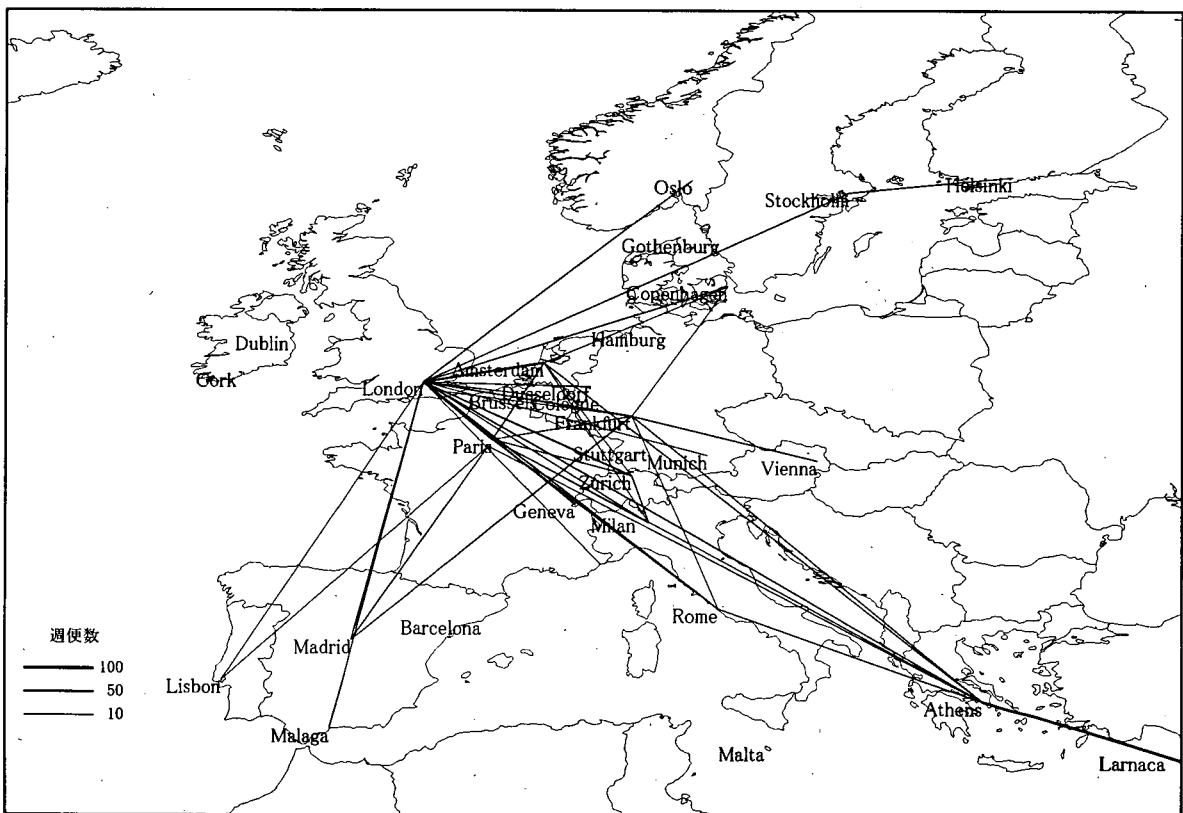 Oslo
Stockholm
Helsinki
Gothenburg
Copenhagen
Hamburg
Dublin
Cork
Amsterdam
London
Duesseldorf
Brussels
Cologne
Frankfurt
Paris
Stuttgart
Munich
Vienna
Zurich
Geneva
Milan
Rome
Barcelona
Madrid
Lisbon
Malaga
Athens
Malta
Larnaca
週便数
100
50
10